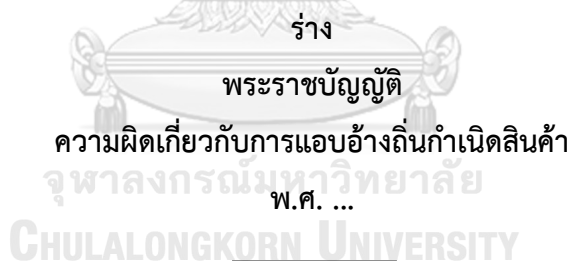 ร่าง
พระราชบัญญัติ
ความผิดเกี่ยวกับการแอบอ้างถิ่นกำเนิดสินค้า
จุฬาลงกรณ์มหาวิทยาลัย
พ.ศ. ...
CHULALONGKORN UNIVERSITY